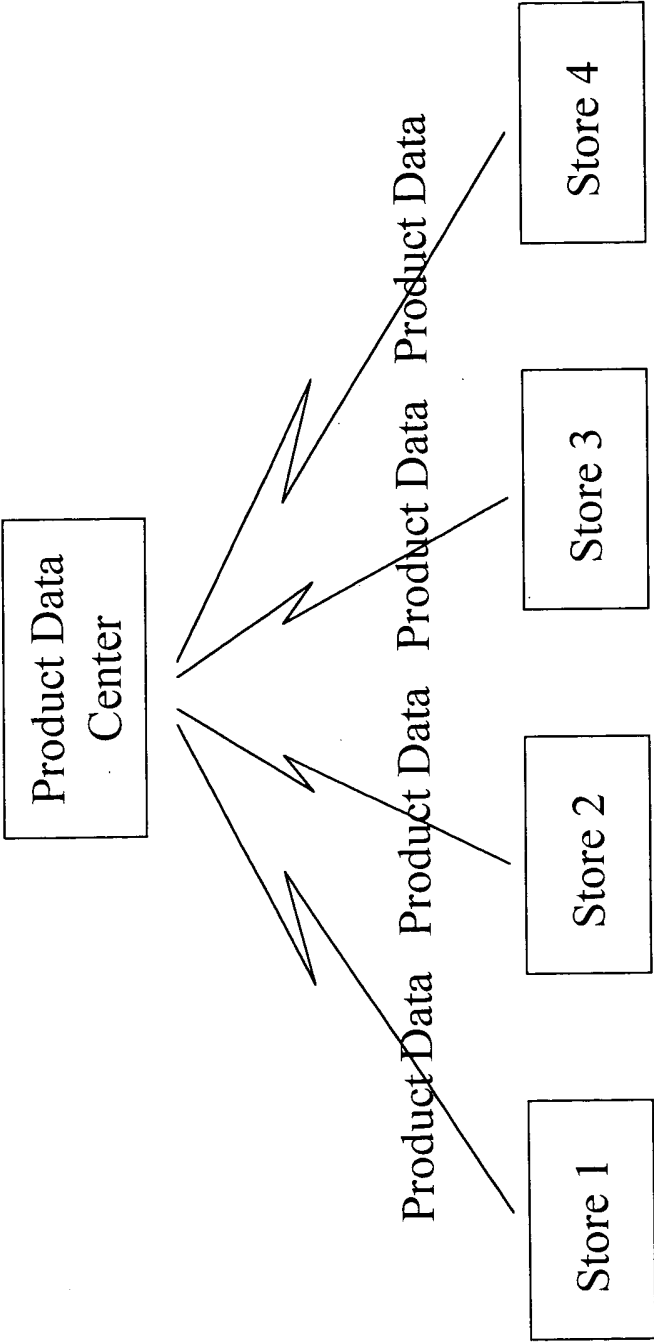 Product Data
Center
Product Data Product Data Product Data Product Data
Store 1
Store 2
Store 3
Store 4